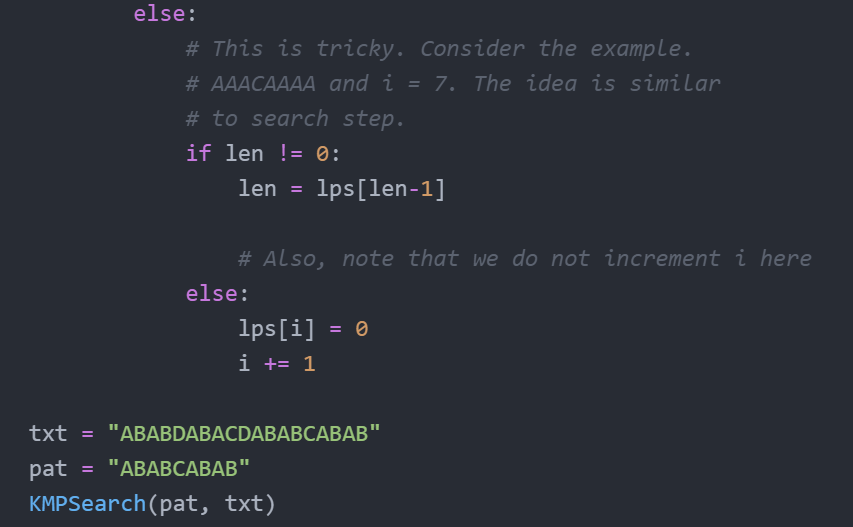 else:
# This is tricky. Consider the example.
# AAACAAAA and i = 7. The idea is similar
# to search step.
if len != 0:
len = lps[len-1]
# Also, note that we do not increment i here
else:
lps[i] = 0
i += 1
txt = "ABABDABACDABABCABAB"
pat = "ABABCABAB"
KMPSearch(pat, txt)